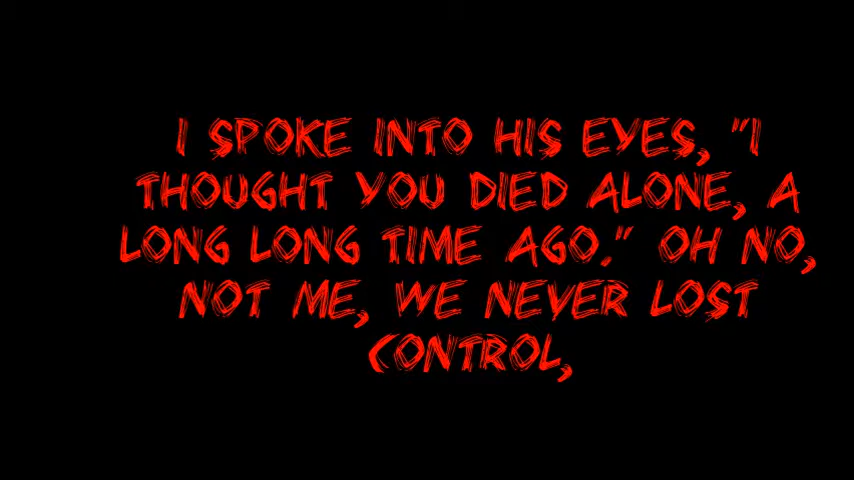 I SPOKE INTO HIS EYES, "I
THOUGHT YOU DIED ALONE, A
LONG LONG TIME AGO." OH NO,
NOT ME, WE NEVER LOST
CONTROL,